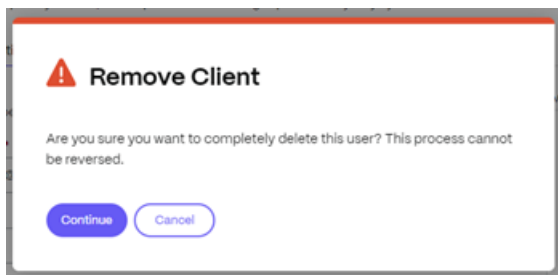 Remove Client
Are you sure you want to completely delete this user? This process cannot
be reversed.
Continue
Cancel